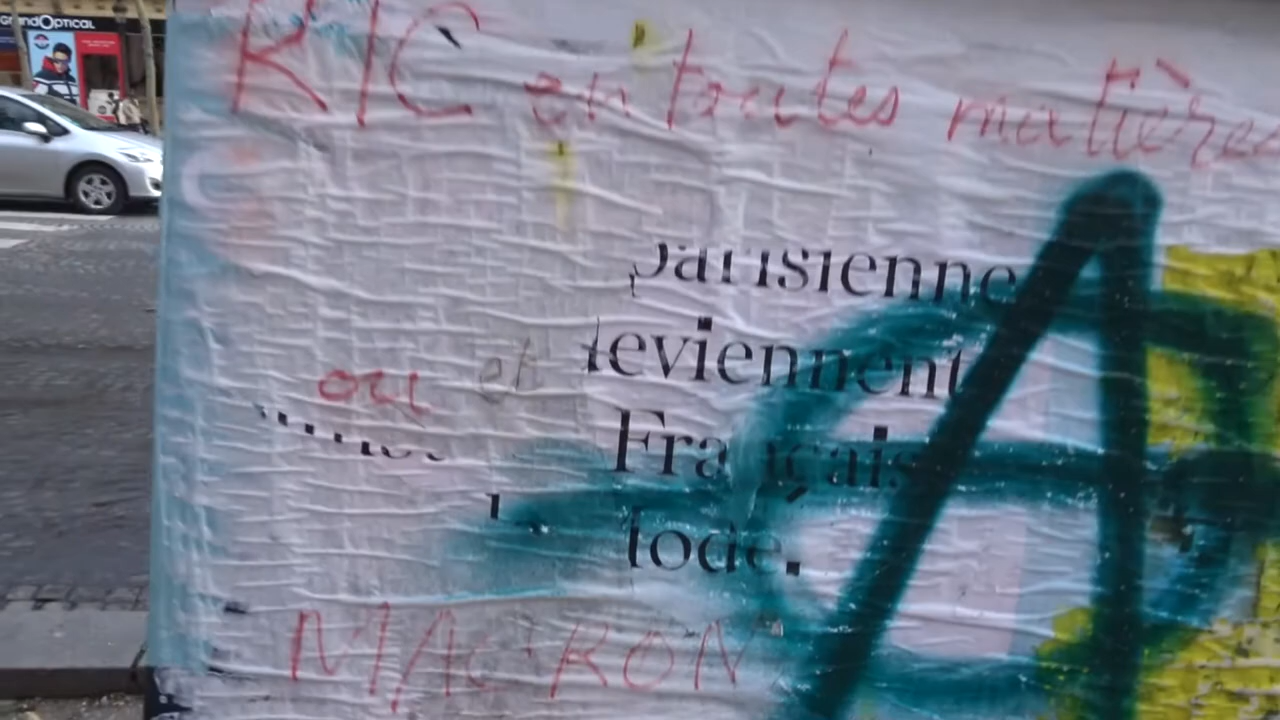 GRANDOPTICAL
RIC en toutes matières
parisienne
deviennent
ou et
Français
Mode.
MACRON
A